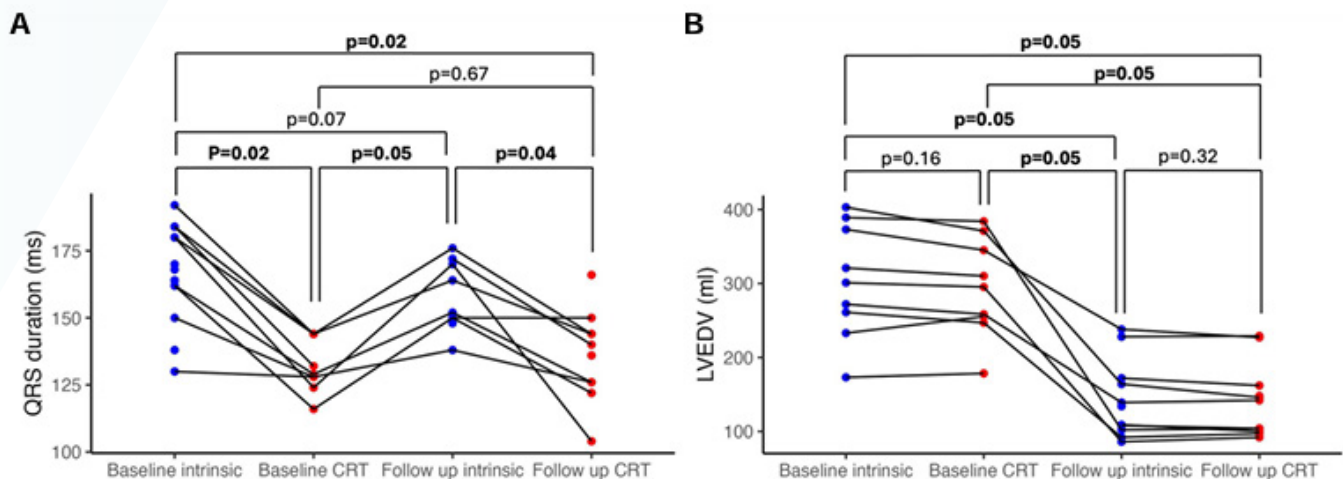 A
p=0.02
p=0.67
p=0.07
P=0.02
p=0.05
p=0.04
QRS duration (ms)
175
150
125
100
Baseline intrinsic
Baseline CRT
Follow up intrinsic
Follow up CRT
B
p=0.05
p=0.05
p=0.05
p=0.16
p=0.05
p=0.32
LVEDV (ml)
400
300
200
100
Baseline intrinsic
Baseline CRT
Follow up intrinsic
Follow up CRT